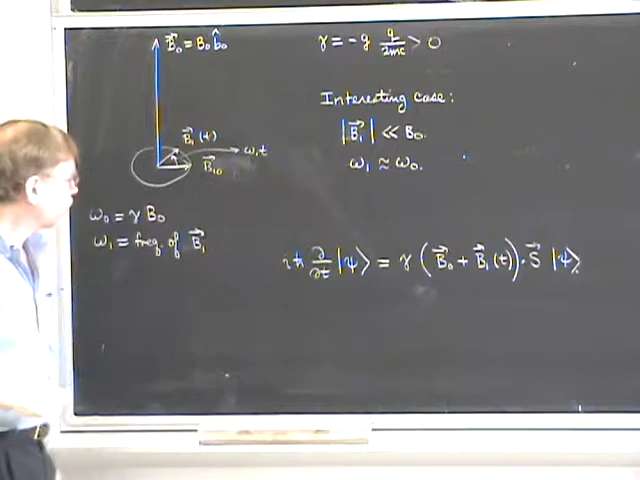 B⃗₀ = B₀ b̂₀
B⃗₁(t)
ω₁t
B⃗₁₀
ω₀ = γ B₀
ω₁ = freq. of B⃗₁
γ = -g q/2mc > 0
Interesting case:
|B⃗₁| ≪ B₀.
ω₁ ≈ ω₀.
iħ ∂/∂t |ψ⟩ = γ (B⃗₀ + B⃗₁(t)) · S⃗ |ψ⟩.